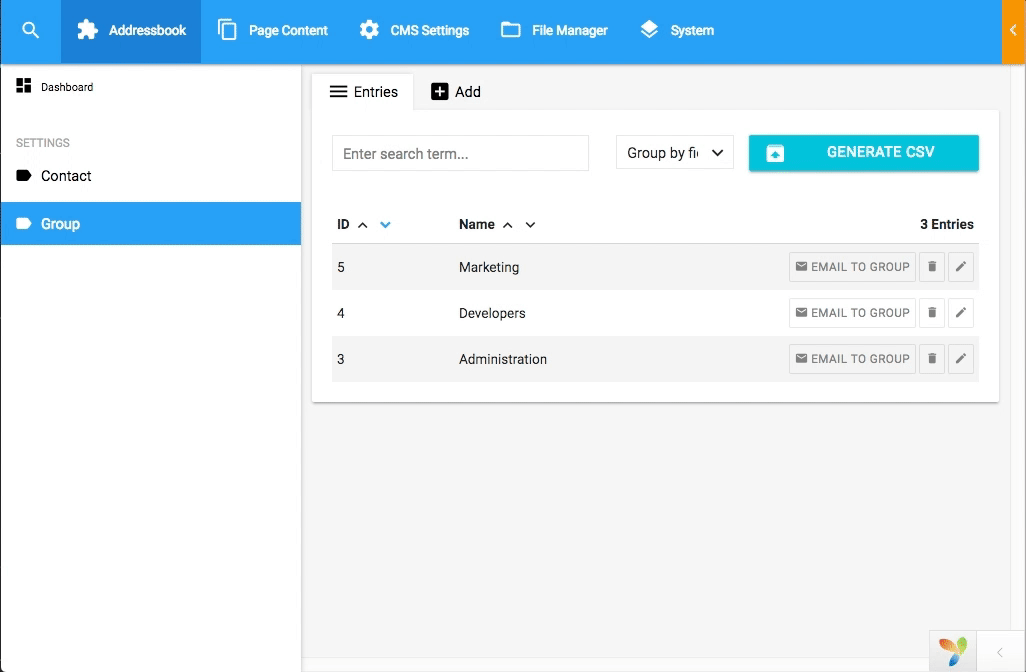 Addressbook
Page Content
CMS Settings
File Manager
System
Dashboard
SETTINGS
Contact
Group
Entries
Add
Enter search term...
Group by fi
GENERATE CSV
ID Name 3 Entries
5 Marketing EMAIL TO GROUP
4 Developers EMAIL TO GROUP
3 Administration EMAIL TO GROUP